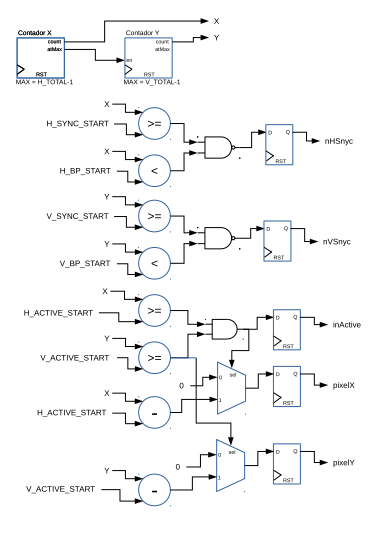 X
Contador X
Contador Y
count
atMax
count
atMax
Y
en
RST
RST
MAX = H_TOTAL-1
MAX = V_TOTAL-1
X
H_SYNC_START
>=
D
Q
RST
nHSnyc
X
H_BP_START
<
Y
V_SYNC_START
>=
D
Q
RST
nVSnyc
Y
V_BP_START
<
X
H_ACTIVE_START
>=
D
Q
RST
inActive
Y
V_ACTIVE_START
>=
sel
0
0
1
D
Q
RST
pixelX
X
H_ACTIVE_START
-
sel
0
0
1
D
Q
RST
pixelY
Y
V_ACTIVE_START
-